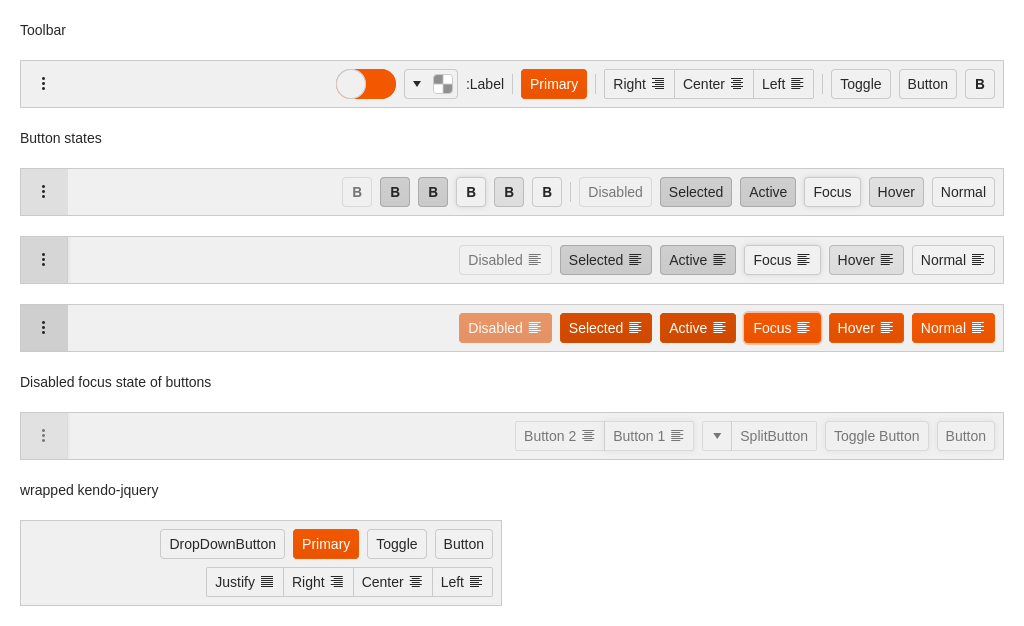 Toolbar
:Label Primary Right Center Left Toggle Button B
Button states
B B B B B B Disabled Selected Active Focus Hover Normal
Disabled Selected Active Focus Hover Normal
Disabled Selected Active Focus Hover Normal
Disabled focus state of buttons
Button 2 Button 1 SplitButton Toggle Button Button
wrapped kendo-jquery
DropDownButton Primary Toggle Button
Justify Right Center Left